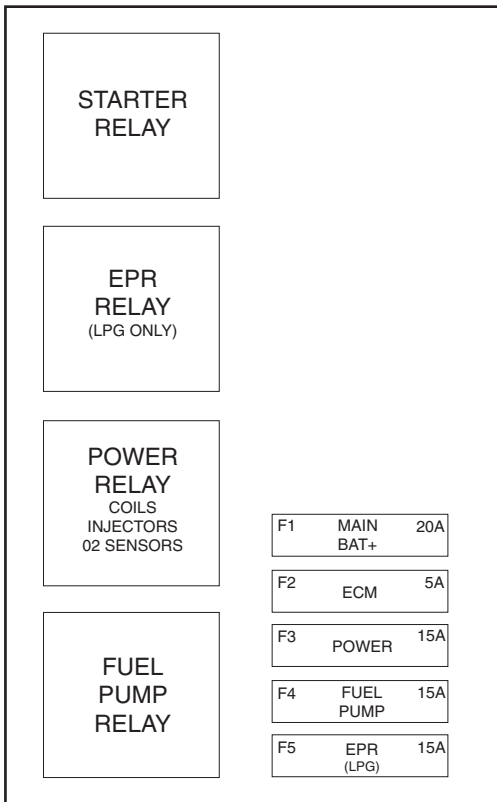 STARTER
RELAY
EPR
RELAY
(LPG ONLY)
POWER
RELAY
COILS
INJECTORS
02 SENSORS
FUEL
PUMP
RELAY
F1 MAIN 20A
BAT+
F2 ECM 5A
F3 POWER 15A
F4 FUEL 15A
PUMP
F5 EPR 15A
(LPG)